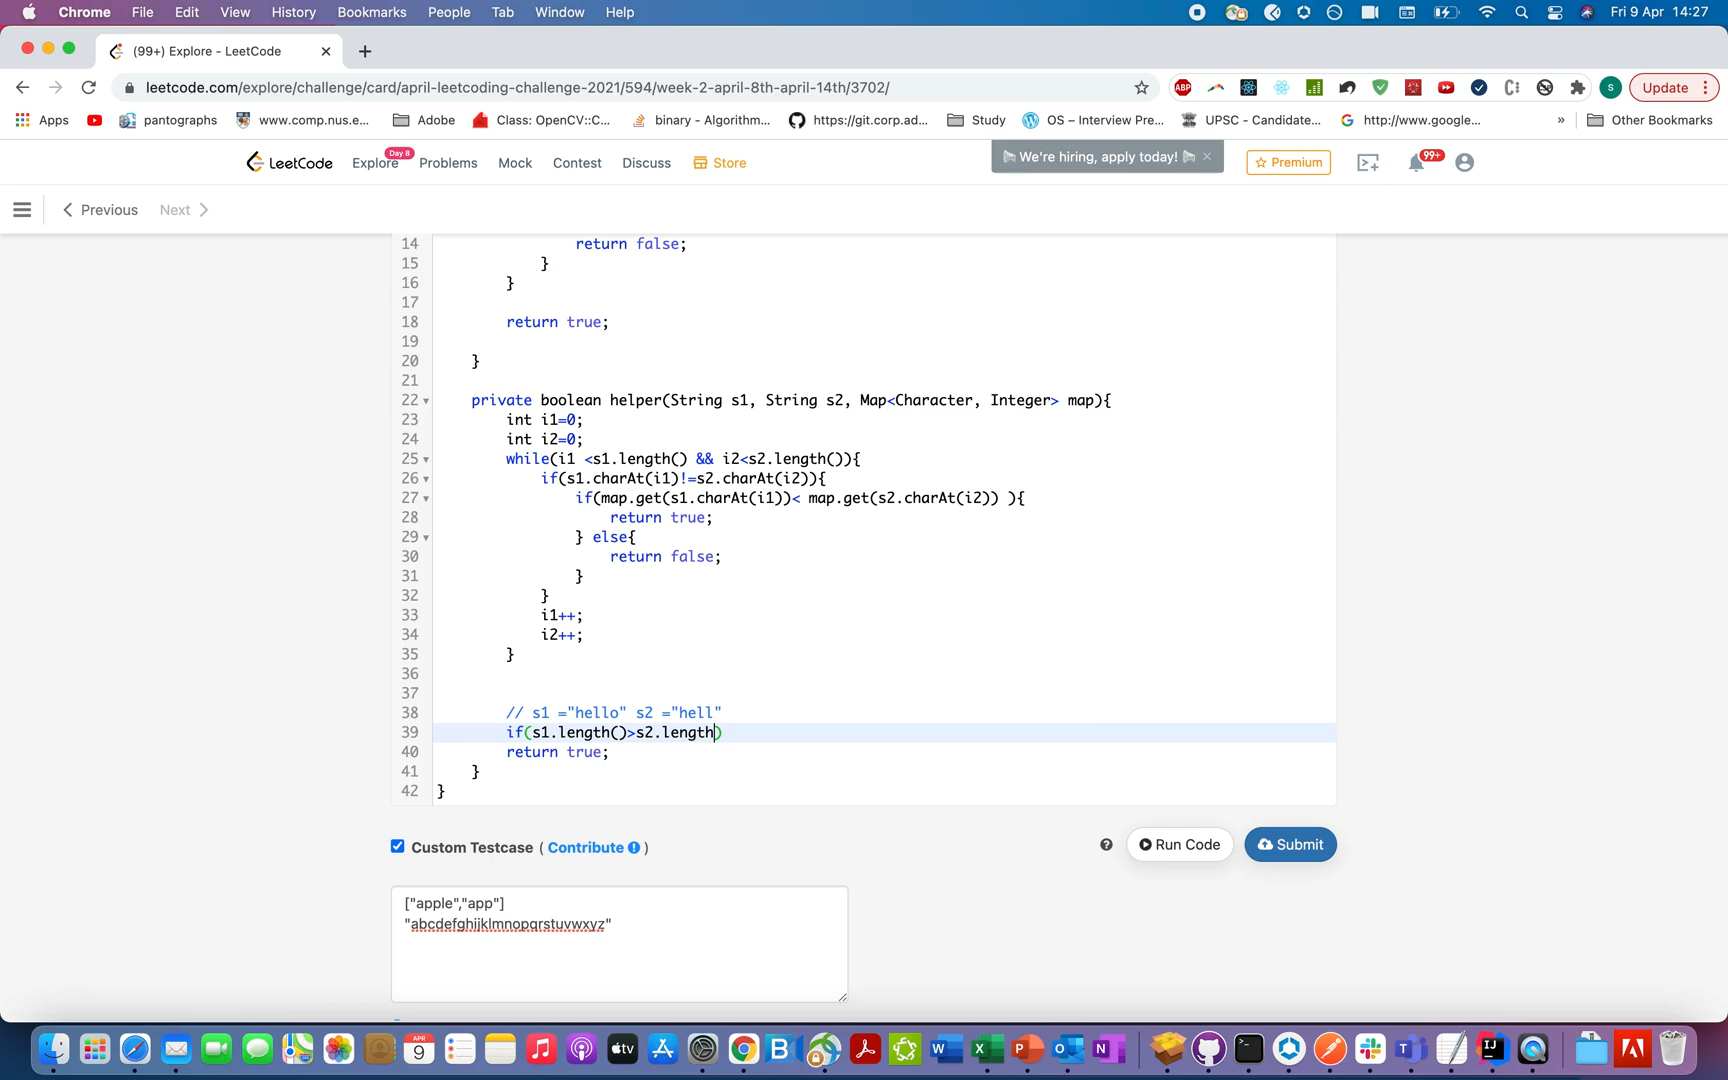 Chrome File Edit View History Bookmarks People Tab Window Help Fri 9 Apr 14:27
(99+) Explore - LeetCode
leetcode.com/explore/challenge/card/april-leetcoding-challenge-2021/594/week-2-april-8th-april-14th/3702/ ABP S Update
Apps pantographs www.comp.nus.e... Adobe Class: OpenCV::C... binary - Algorithm... https://git.corp.ad... Study OS – Interview Pre... UPSC - Candidate... http://www.google... » Other Bookmarks
LeetCode Explore Day 8 Problems Mock Contest Discuss Store We're hiring, apply today! Premium 99+
Previous Next
14 return false;
15 }
16 }
17
18 return true;
19
20 }
21
22 private boolean helper(String s1, String s2, Map<Character, Integer> map){
23 int i1=0;
24 int i2=0;
25 while(i1 <s1.length() && i2<s2.length()){
26 if(s1.charAt(i1)!=s2.charAt(i2)){
27 if(map.get(s1.charAt(i1))< map.get(s2.charAt(i2)) ){
28 return true;
29 } else{
30 return false;
31 }
32 }
33 i1++;
34 i2++;
35 }
36
37
38 // s1 ="hello" s2 ="hell"
39 if(s1.length()>s2.length)
40 return true;
41 }
42 }
Custom Testcase ( Contribute )
Run Code Submit
["apple","app"]
"abcdefghijklmnopqrstuvwxyz"
APR
9
tv
W X P O N T IJ